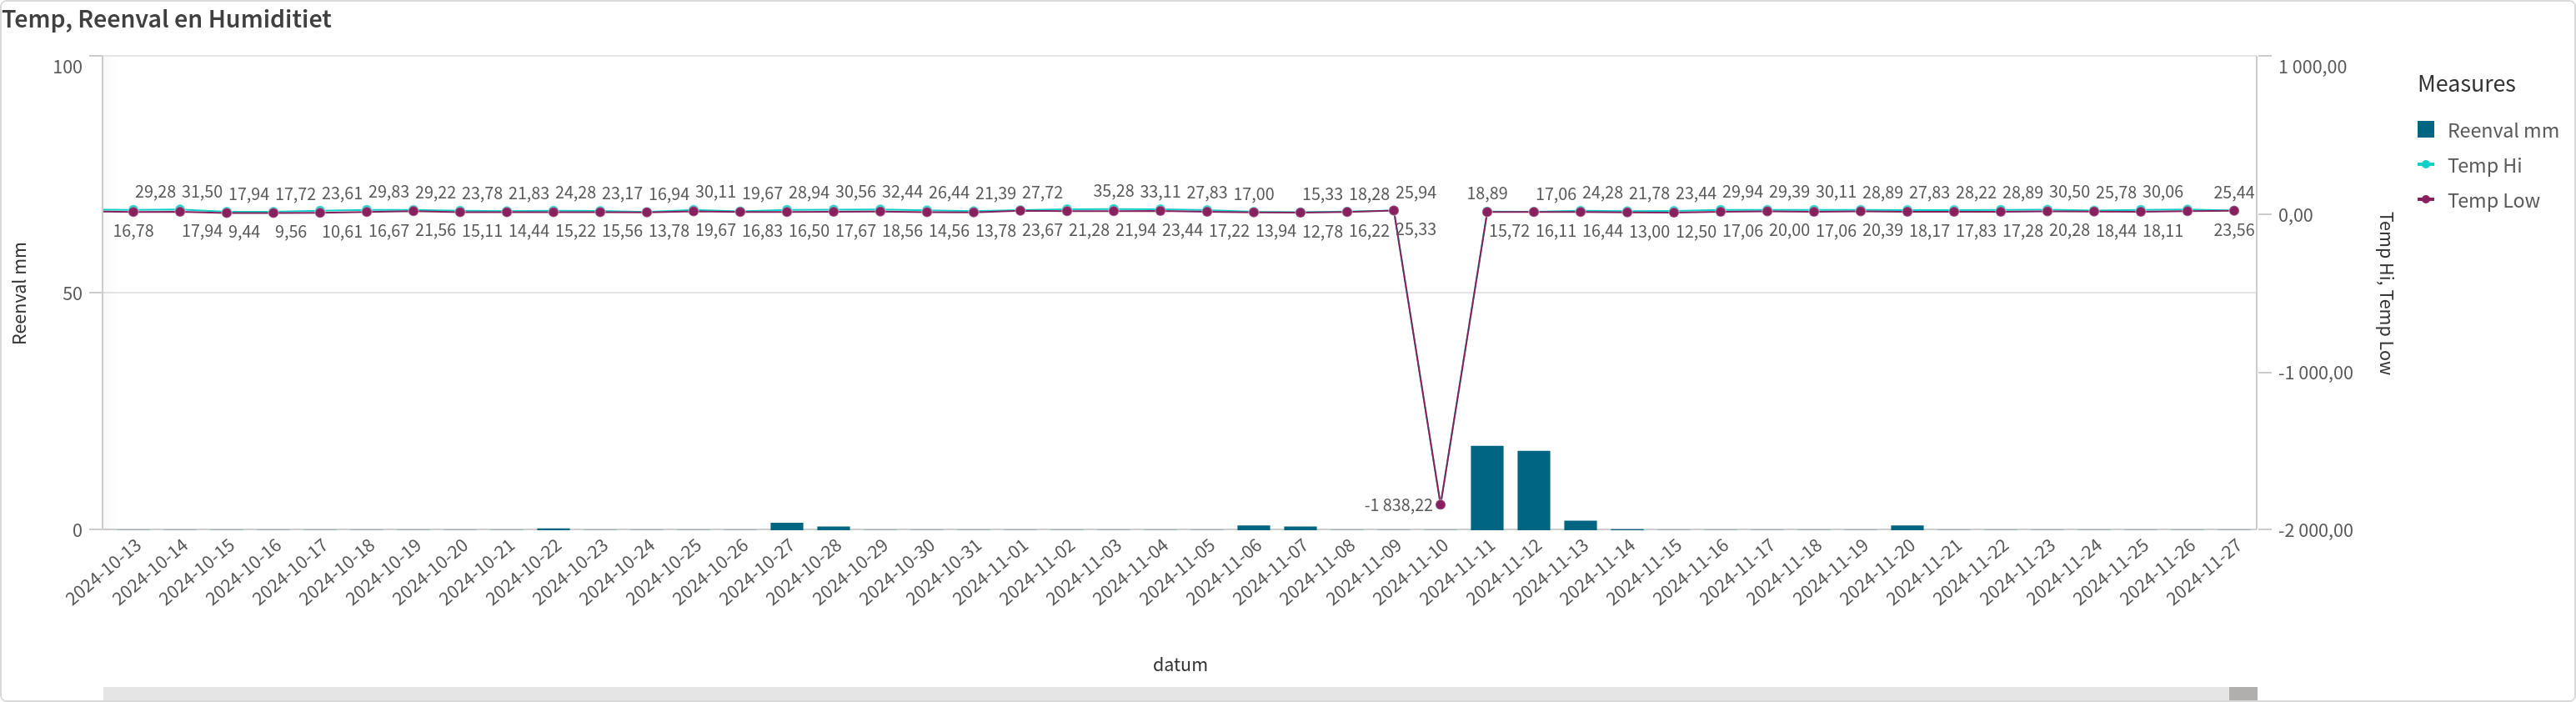 Temp, Reenval en Humiditiet
100
50
0
Reenval mm
1 000,00
0,00
-1 000,00
-2 000,00
Temp Hi, Temp Low
Measures
Reenval mm
Temp Hi
Temp Low
29,28 31,50 17,94 17,72 23,61 29,83 29,22 23,78 21,83 24,28 23,17 16,94 30,11 19,67 28,94 30,56 32,44 26,44 21,39 27,72 35,28 33,11 27,83 17,00 15,33 18,28 25,94 18,89 17,06 24,28 21,78 23,44 29,94 29,39 30,11 28,89 27,83 28,22 28,89 30,50 25,78 30,06 25,44
16,78 17,94 9,44 9,56 10,61 16,67 21,56 15,11 14,44 15,22 15,56 13,78 19,67 16,83 16,50 17,67 18,56 14,56 13,78 23,67 21,28 21,94 23,44 17,22 13,94 12,78 16,22 25,33 15,72 16,11 16,44 13,00 12,50 17,06 20,00 17,06 20,39 18,17 17,83 17,28 20,28 18,44 18,11 23,56
-1 838,22
2024-10-13 2024-10-14 2024-10-15 2024-10-16 2024-10-17 2024-10-18 2024-10-19 2024-10-20 2024-10-21 2024-10-22 2024-10-23 2024-10-24 2024-10-25 2024-10-26 2024-10-27 2024-10-28 2024-10-29 2024-10-30 2024-10-31 2024-11-01 2024-11-02 2024-11-03 2024-11-04 2024-11-05 2024-11-06 2024-11-07 2024-11-08 2024-11-09 2024-11-10 2024-11-11 2024-11-12 2024-11-13 2024-11-14 2024-11-15 2024-11-16 2024-11-17 2024-11-18 2024-11-19 2024-11-20 2024-11-21 2024-11-22 2024-11-23 2024-11-24 2024-11-25 2024-11-26 2024-11-27
datum